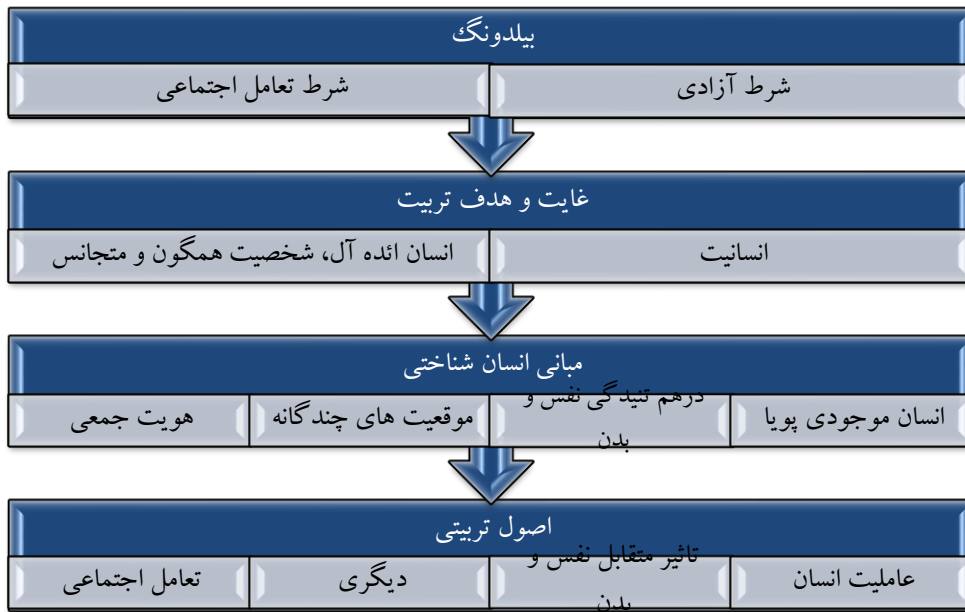 بیلدونگ
شرط آزادی
شرط تعامل اجتماعی
غایت و هدف تربیت
انسانیت
انسان ائده آل، شخصیت همگون و متجانس
مبانی انسان شناختی
انسان موجودی پویا
درهم تنیدگی نفس و
بدن
موقعیت های چندگانه
هویت جمعی
اصول تربیتی
عاملیت انسان
تاثیر متقابل نفس و
بدن
دیگری
تعامل اجتماعی